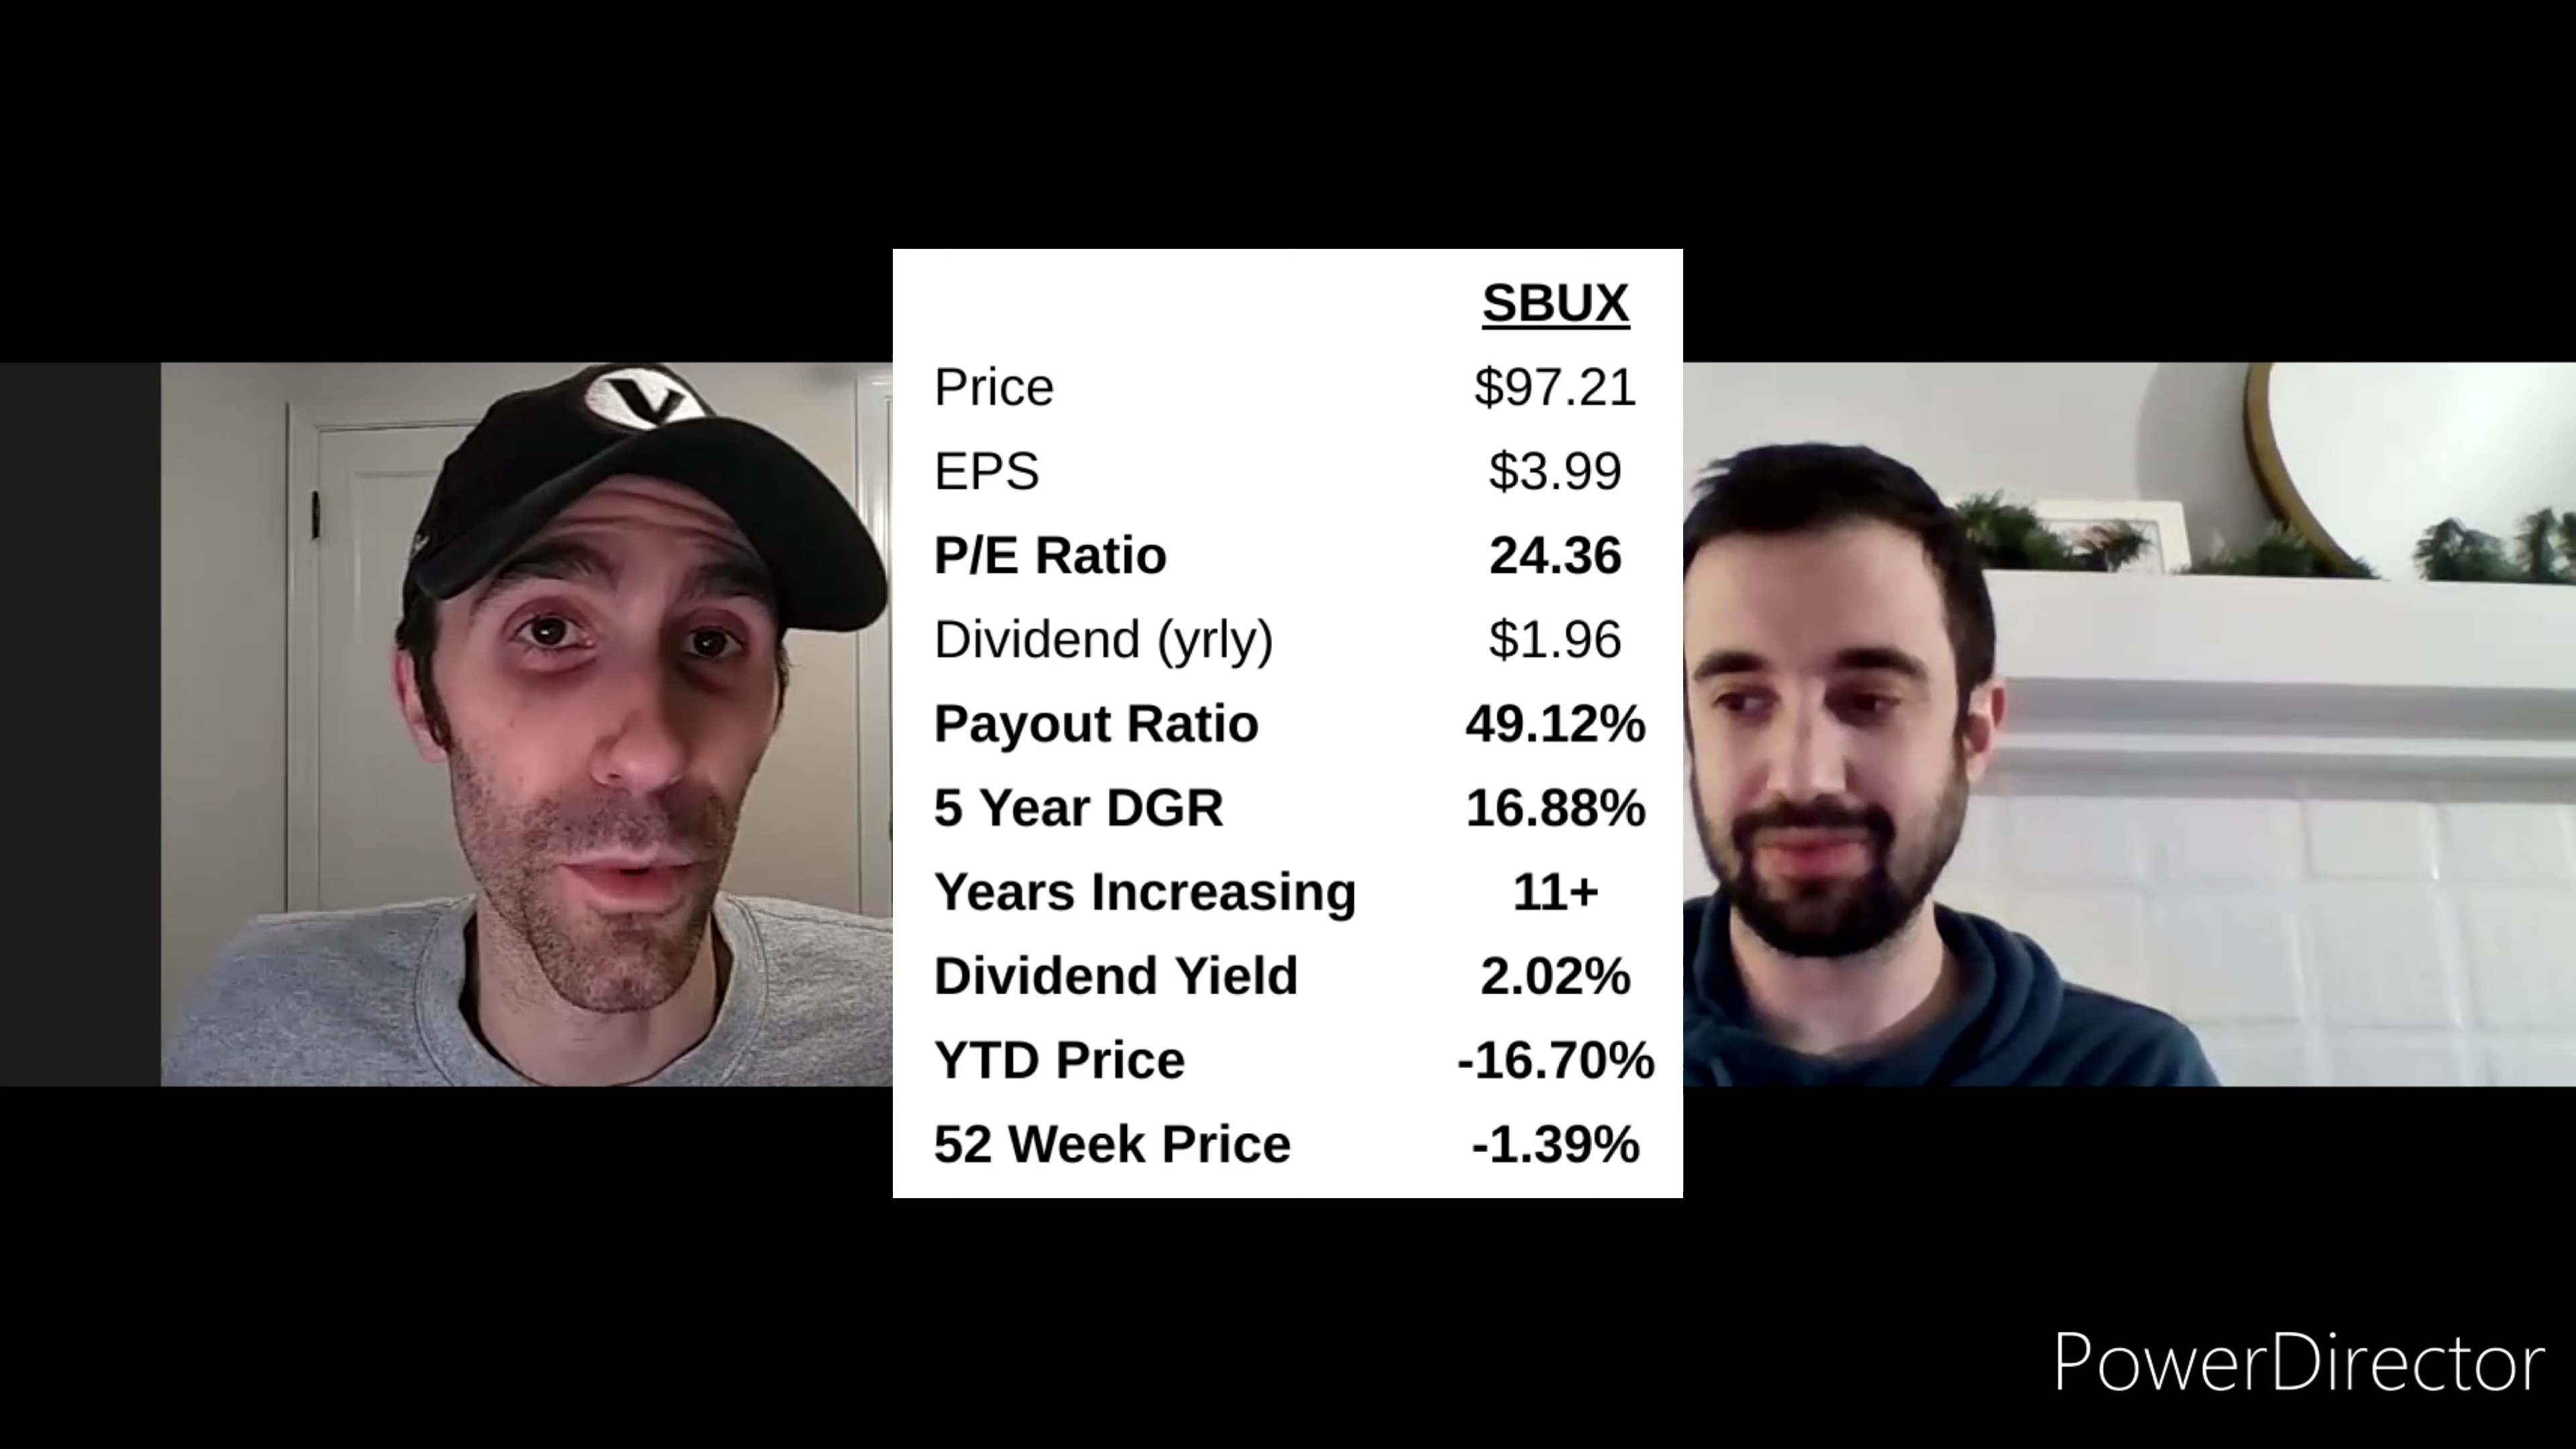 SBUX
Price $97.21
EPS $3.99
P/E Ratio 24.36
Dividend (yrly) $1.96
Payout Ratio 49.12%
5 Year DGR 16.88%
Years Increasing 11+
Dividend Yield 2.02%
YTD Price -16.70%
52 Week Price -1.39%
V
PowerDirector